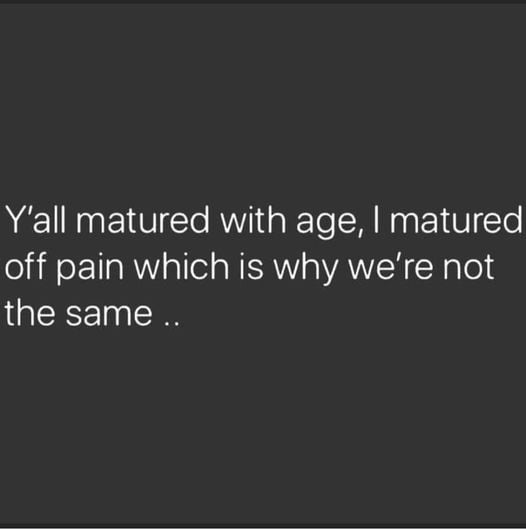 Y'all matured with age, I matured
off pain which is why we're not
the same ..